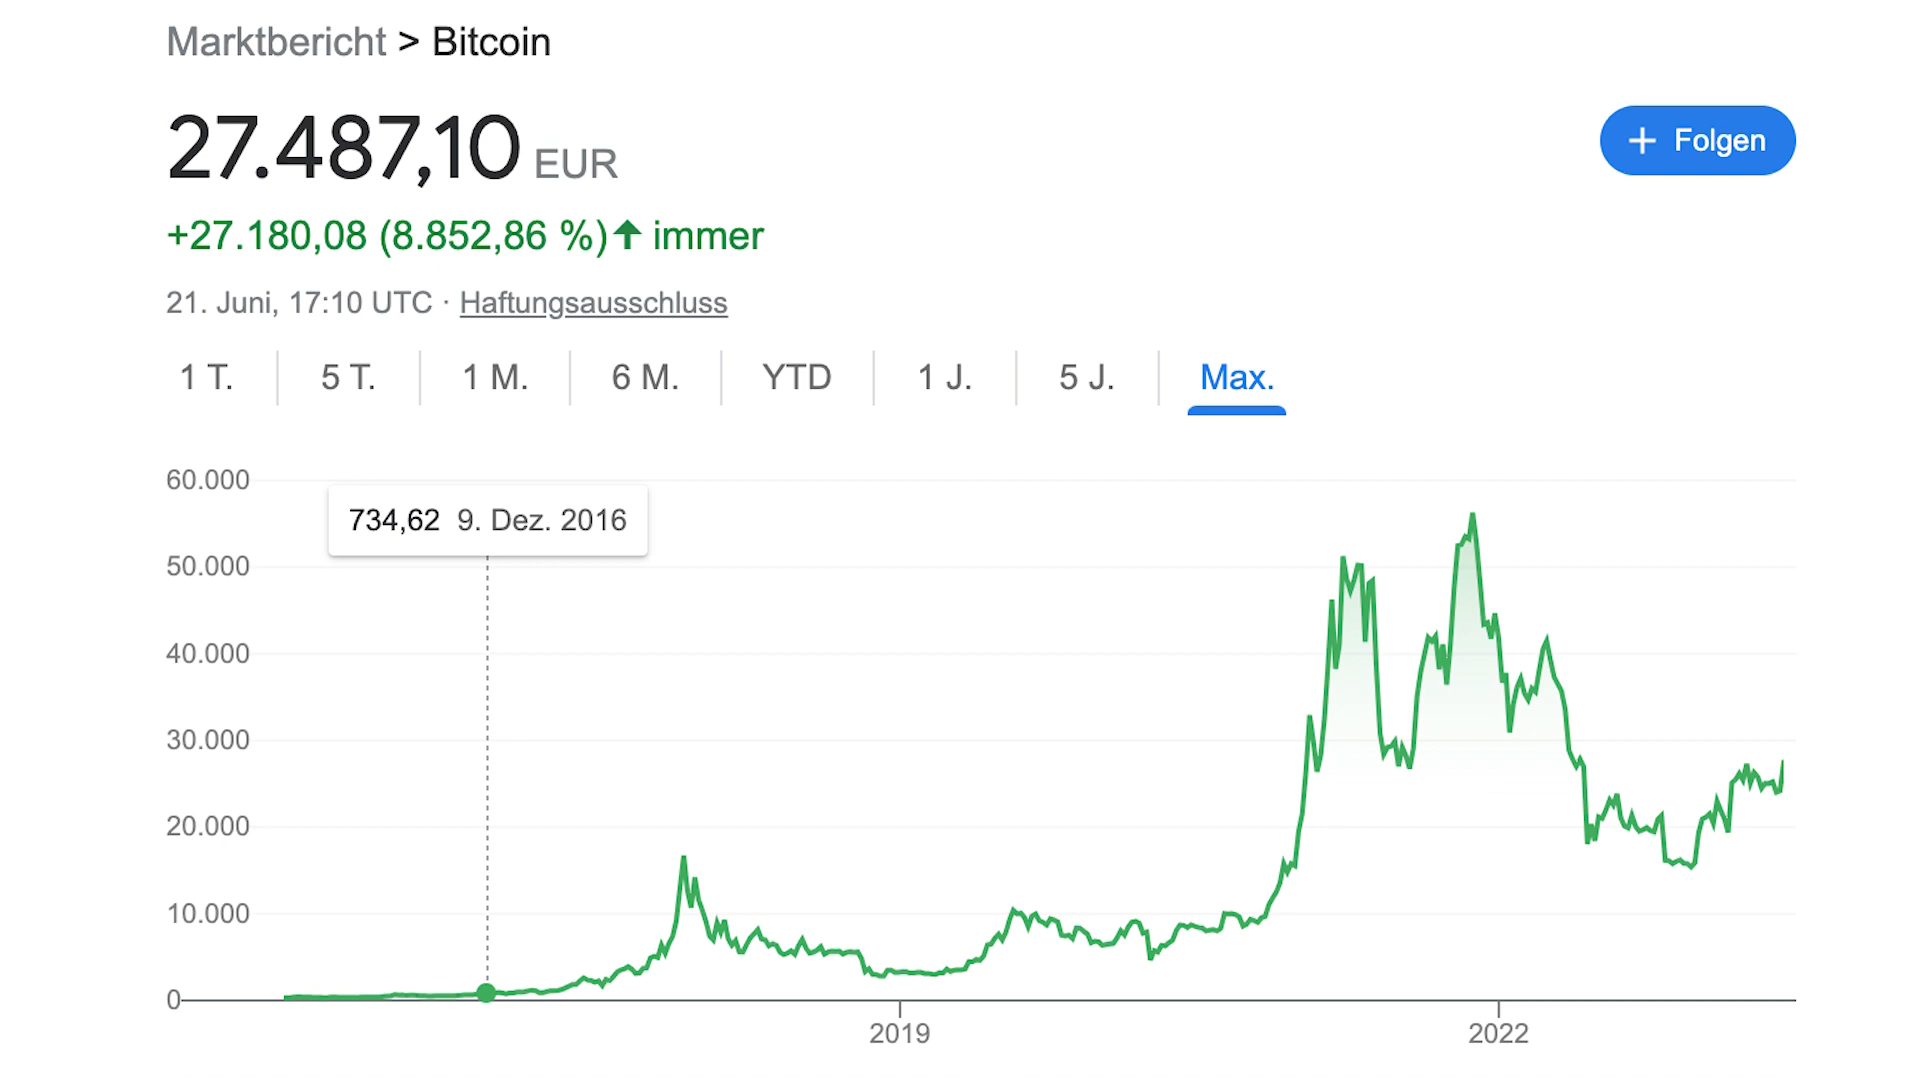 Marktbericht > Bitcoin
27.487,10 EUR
+ Folgen
+27.180,08 (8.852,86 %)↑ immer
21. Juni, 17:10 UTC · Haftungsausschluss
1 T. 5 T. 1 M. 6 M. YTD 1 J. 5 J. Max.
60.000
734,62 9. Dez. 2016
50.000
40.000
30.000
20.000
10.000
0
2019 2022